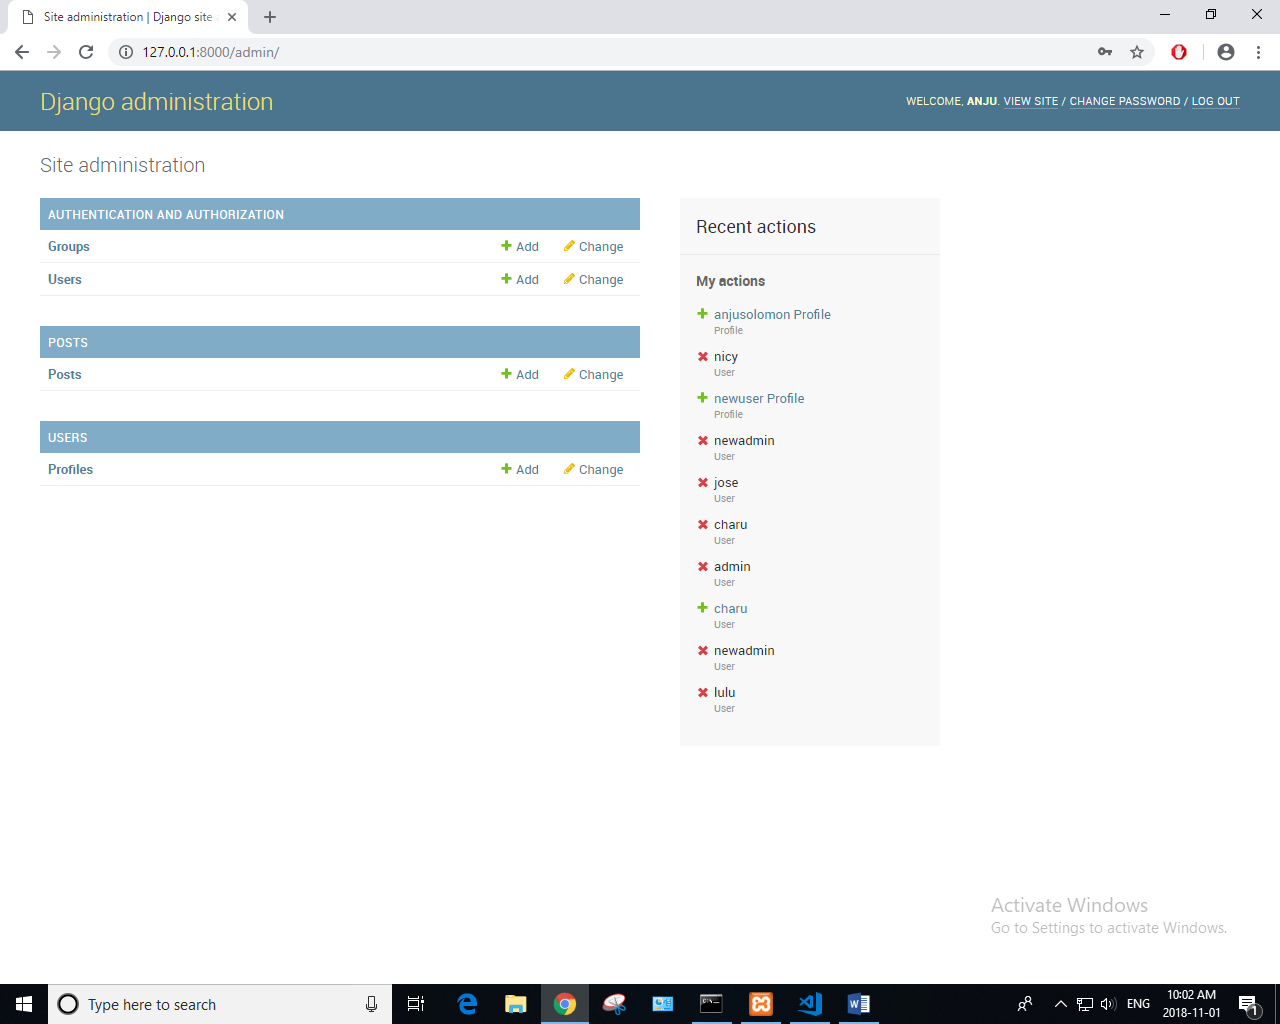 Site administration | Django site
127.0.0.1:8000/admin/
Django administration
WELCOME, ANJU. VIEW SITE / CHANGE PASSWORD / LOG OUT
Site administration
AUTHENTICATION AND AUTHORIZATION
Groups Add Change
Users Add Change
POSTS
Posts Add Change
USERS
Profiles Add Change
Recent actions
My actions
anjusolomon Profile
Profile
nicy
User
newuser Profile
Profile
newadmin
User
jose
User
charu
User
admin
User
charu
User
newadmin
User
lulu
User
Activate Windows
Go to Settings to activate Windows.
Type here to search
ENG
10:02 AM
2018-11-01
1